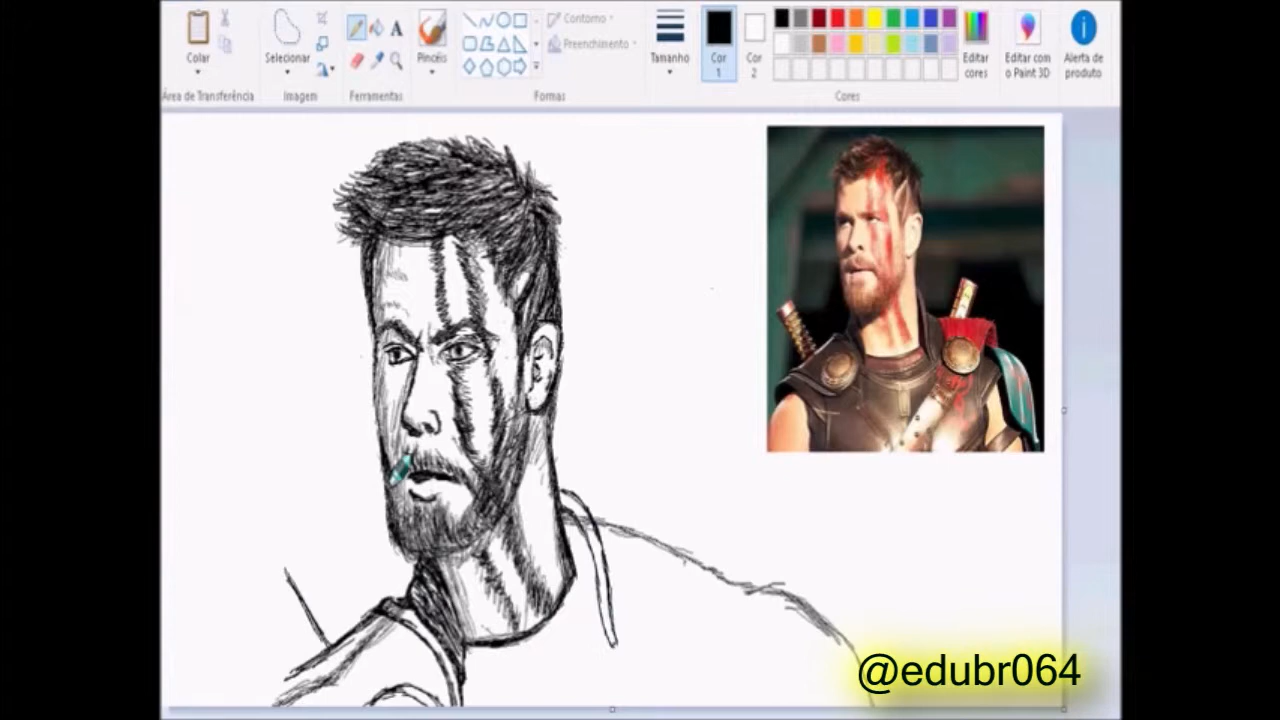 Colar
Selecionar
Pincéis
Contorno
Preenchimento
Tamanho
Cor
1
Cor
2
Editar
cores
Editar com
o Paint 3D
Alerta de
produto
Área de Transferência
Imagem
Ferramentas
Formas
Cores
@edubr064